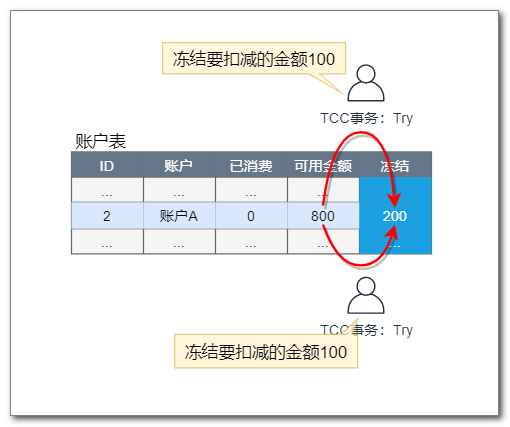 冻结要扣减的金额100
TCC事务：Try
账户表
ID 账户 已消费 可用金额 冻结
... ... ... ... ...
2 账户A 0 800 200
... ... ... ... ...
TCC事务：Try
冻结要扣减的金额100